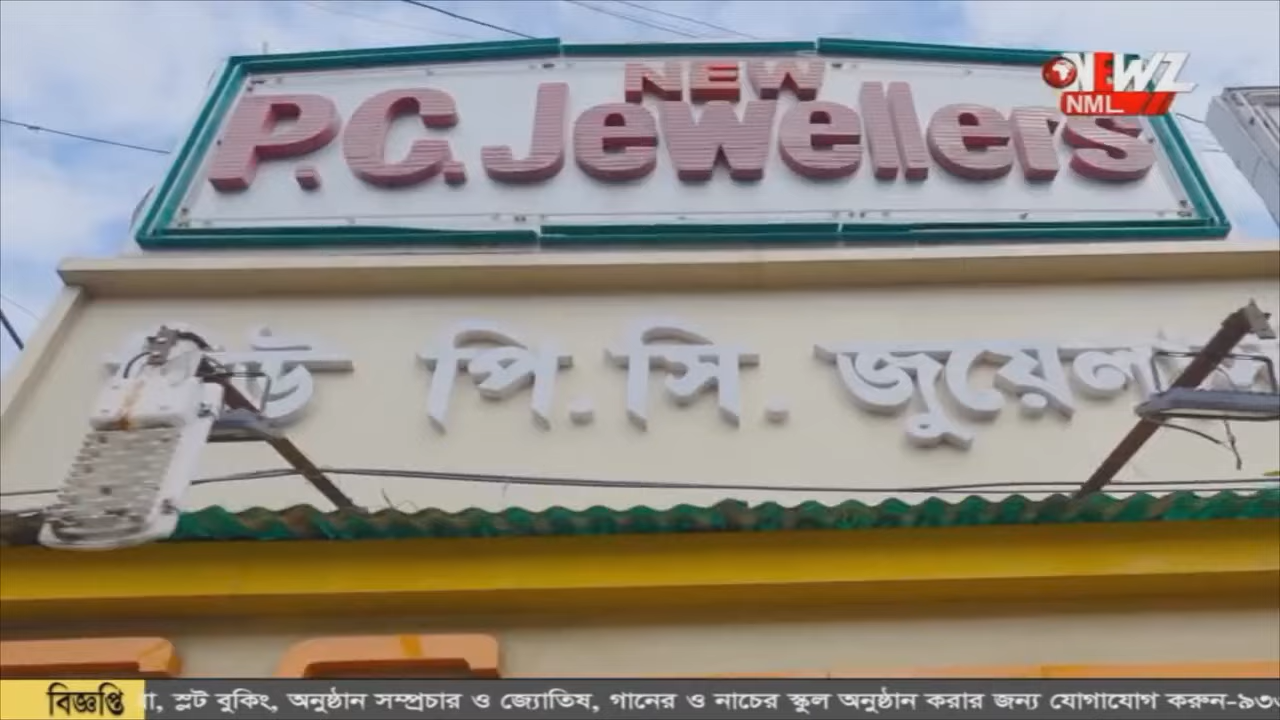 NEW
P.C. Jewellers
NEWZ
NML
পি.সি. জুয়েলার্স
বিজ্ঞপ্তি
স্লট বুকিং, অনুষ্ঠান সম্প্রচার ও জ্যোতিষ, গানের ও নাচের স্কুল অনুষ্ঠান করার জন্য যোগাযোগ করুন-৯৩